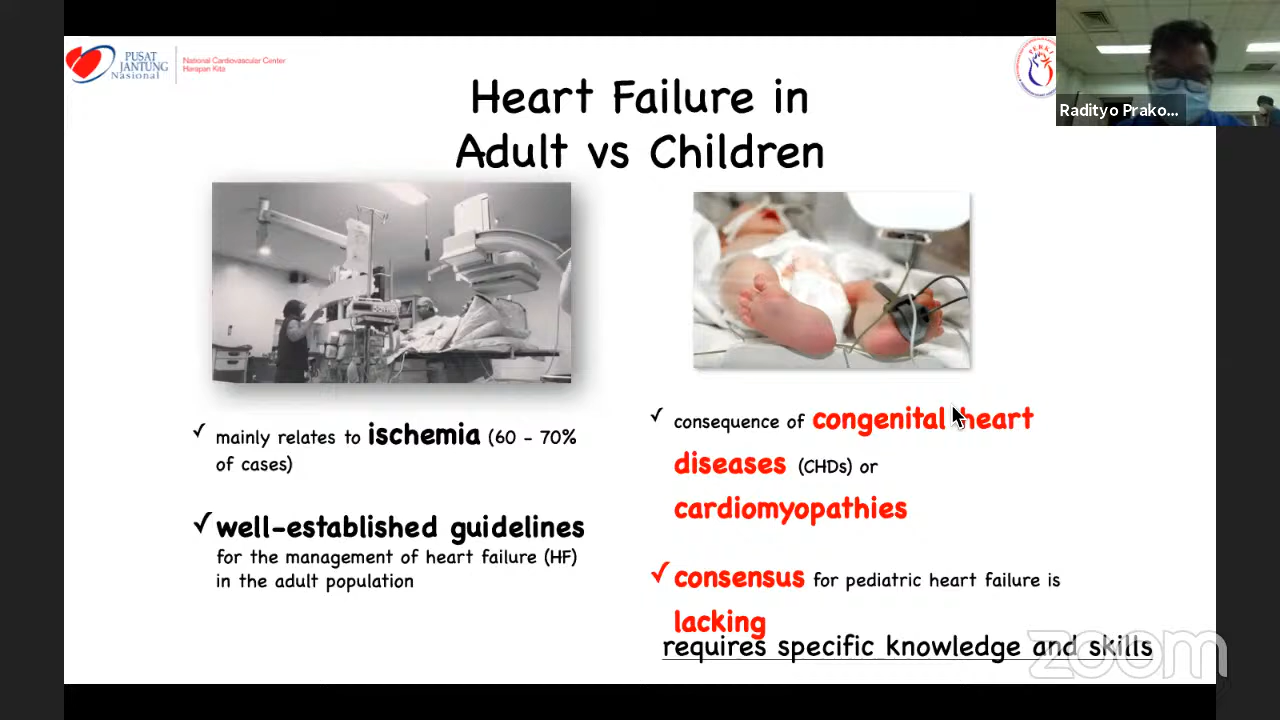 PUSAT
JANTUNG
Nasional
National Cardiovascular Center
Harapan Kita
PERKI
Raditýo Prako...
Heart Failure in
Adult vs Children
✓ mainly relates to ischemia (60 - 70%
of cases)
✓ well-established guidelines
for the management of heart failure (HF)
in the adult population
✓ consequence of congenital heart
diseases (CHDs) or
cardiomyopathies
✓ consensus for pediatric heart failure is
lacking
requires specific knowledge and skills
zoom